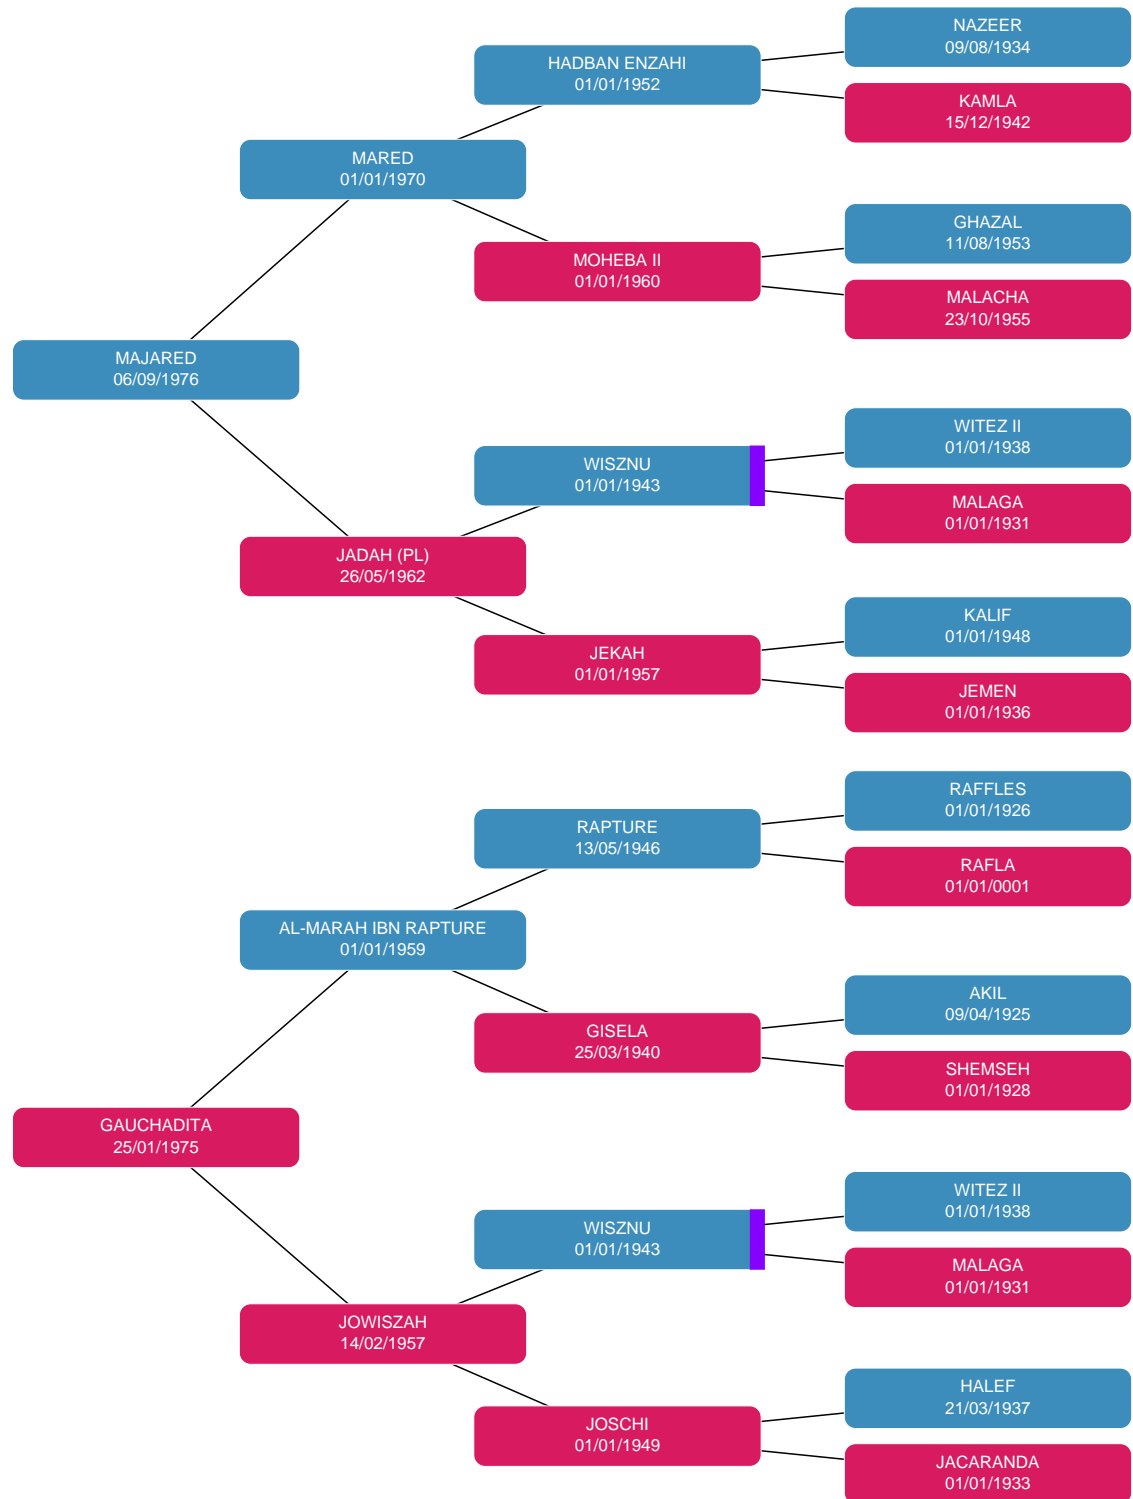 NAZEER
09/08/1934
HADBAN ENZAHI
01/01/1952
KAMLA
15/12/1942
MARED
01/01/1970
GHAZAL
11/08/1953
MOHEBA II
01/01/1960
MALACHA
23/10/1955
MAJARED
06/09/1976
WITEZ II
01/01/1938
WISZNU
01/01/1943
MALAGA
01/01/1931
JADAH (PL)
26/05/1962
KALIF
01/01/1948
JEKAH
01/01/1957
JEMEN
01/01/1936
RAFFLES
01/01/1926
RAPTURE
13/05/1946
RAFLA
01/01/0001
AL-MARAH IBN RAPTURE
01/01/1959
AKIL
09/04/1925
GISELA
25/03/1940
SHEMSEH
01/01/1928
GAUCHADITA
25/01/1975
WITEZ II
01/01/1938
WISZNU
01/01/1943
MALAGA
01/01/1931
JOWISZAH
14/02/1957
HALEF
21/03/1937
JOSCHI
01/01/1949
JACARANDA
01/01/1933